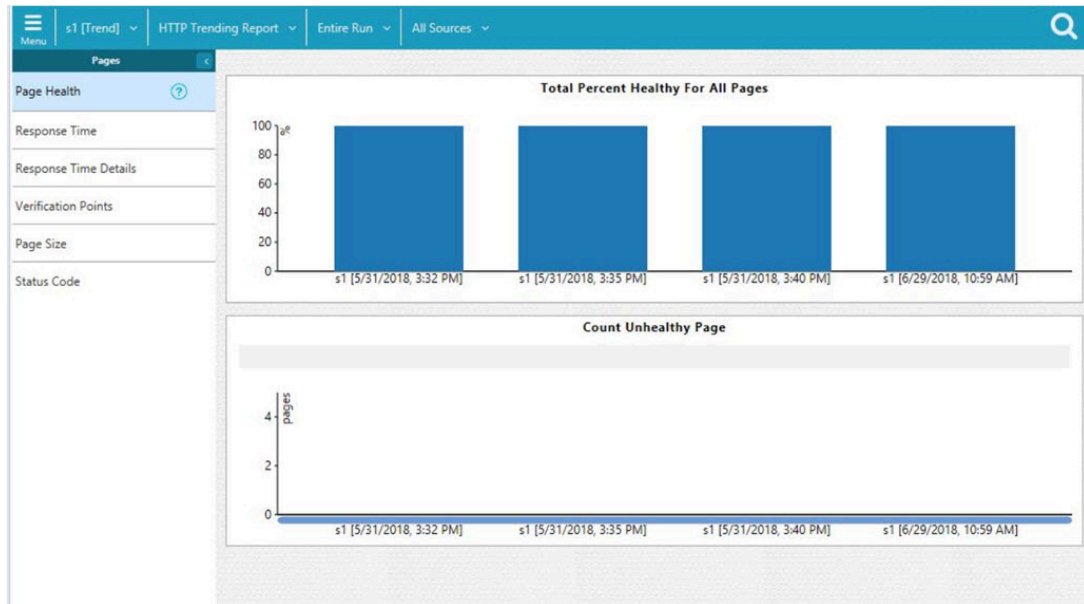 Menu
s1 [Trend]
HTTP Trending Report
Entire Run
All Sources
Pages
<
Page Health
?
Response Time
Response Time Details
Verification Points
Page Size
Status Code
Total Percent Healthy For All Pages
%
100
80
60
40
20
0
s1 [5/31/2018, 3:32 PM]
s1 [5/31/2018, 3:35 PM]
s1 [5/31/2018, 3:40 PM]
s1 [6/29/2018, 10:59 AM]
Count Unhealthy Page
pages
4
2
0
s1 [5/31/2018, 3:32 PM]
s1 [5/31/2018, 3:35 PM]
s1 [5/31/2018, 3:40 PM]
s1 [6/29/2018, 10:59 AM]